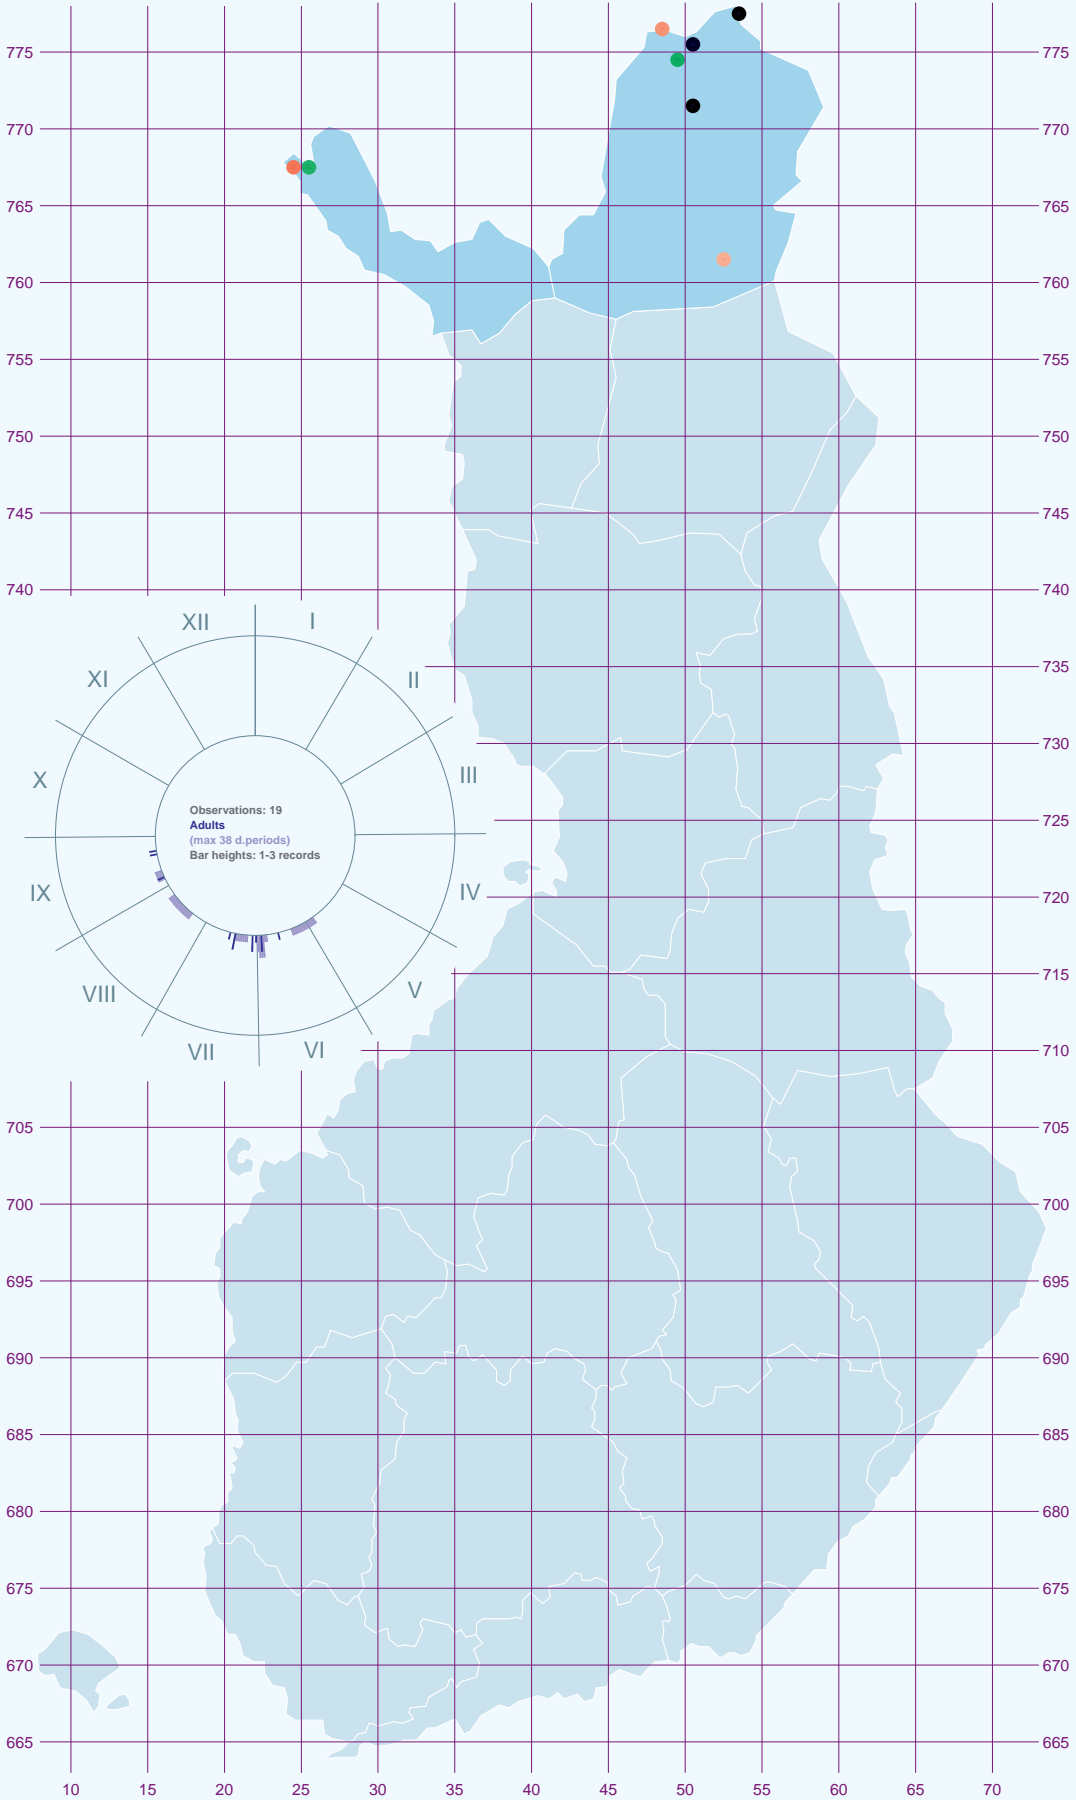 775 775
770 770
765 765
760 760
755 755
750 750
745 745
740 740
XII I
735
XI II
730
X III
725
Observations: 19
Adults
(max 38 d.periods)
Bar heights: 1-3 records
IX IV
720
VIII V
715
VII VI
710
705 705
700 700
695 695
690 690
685 685
680 680
675 675
670 670
665 665
10 15 20 25 30 35 40 45 50 55 60 65 70